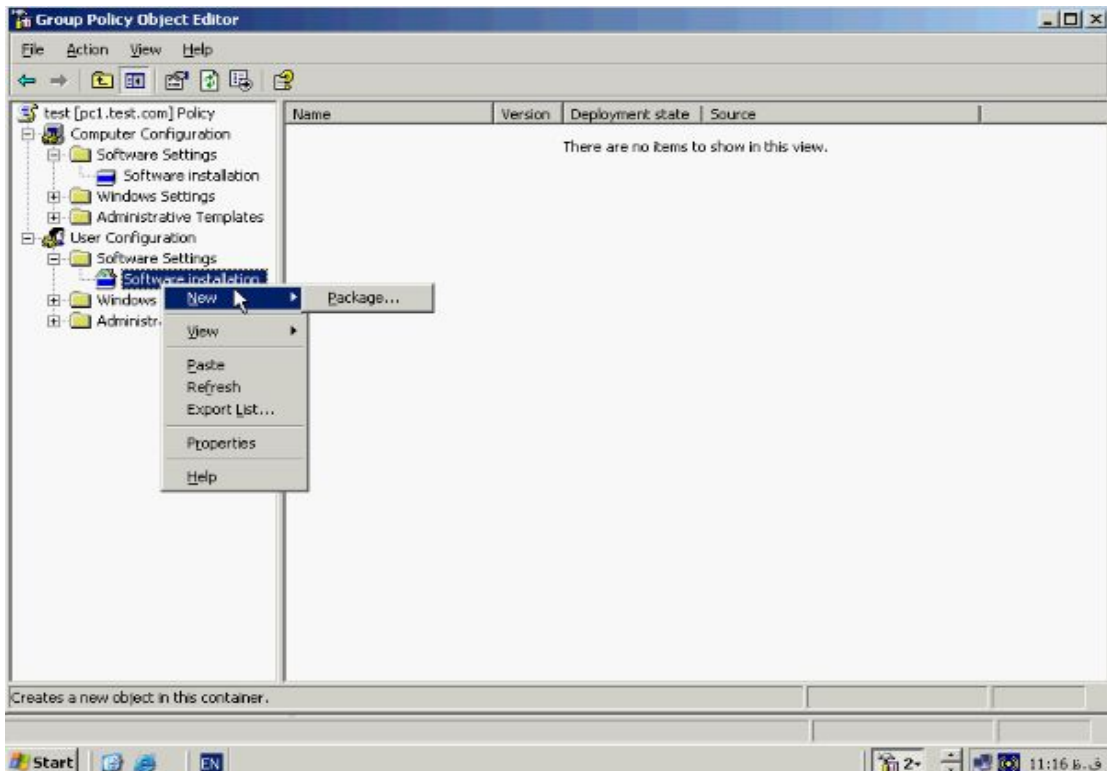 Group Policy Object Editor
File Action View Help
test [pc1.test.com] Policy
Computer Configuration
Software Settings
Software installation
Windows Settings
Administrative Templates
User Configuration
Software Settings
Software installation
Windows
Administr
Name Version Deployment state Source
There are no items to show in this view.
New
View
Paste
Refresh
Export List...
Properties
Help
Package...
Creates a new object in this container.
Start EN 2 11:16 ق.ظ